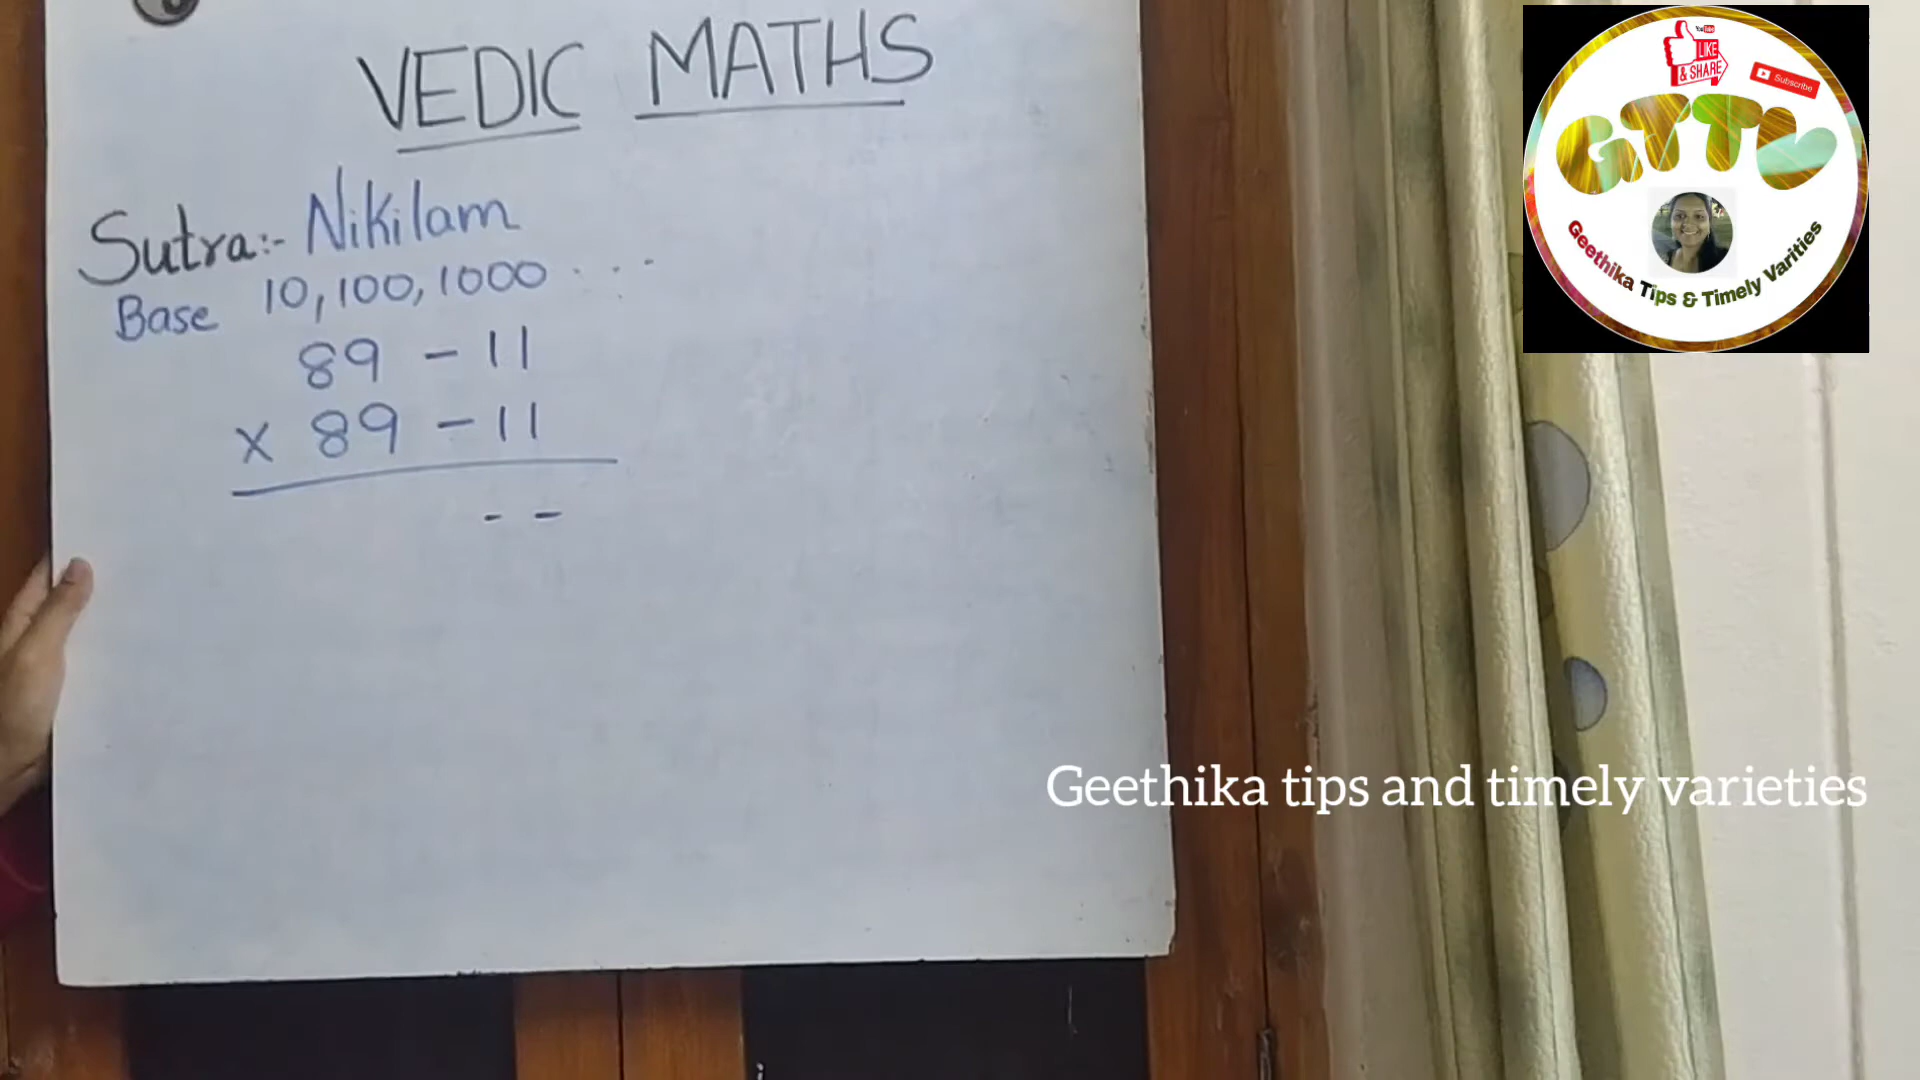 VEDIC MATHS
Sutra:- Nikilam
Base 10,100,1000 . . .
89 - 11
x 89 - 11
- -
YouTube
LIKE
& SHARE
Subscribe
GTTV
Geethika Tips & Timely Varities
Geethika tips and timely varieties